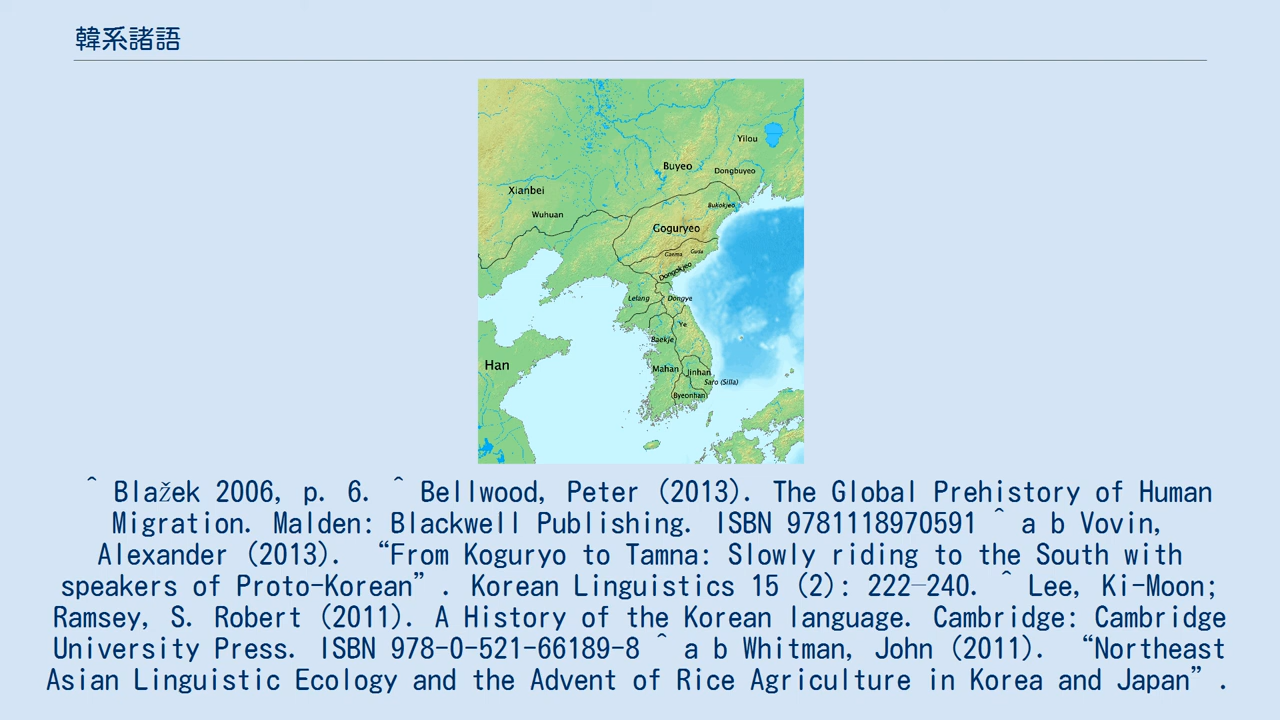 韓系諸語
Yilou
Buyeo
Dongbuyeo
Xianbei
Bukokjeo
Wuhuan
Goguryeo
Guda
Gaema
Dongokjeo
Lelang
Dongye
Ye
Baekje
Han
Mahan
Jinhan
Saro (Silla)
Byeonhan
^ Blažek 2006, p. 6. ^ Bellwood, Peter (2013). The Global Prehistory of Human
Migration. Malden: Blackwell Publishing. ISBN 9781118970591 ^ a b Vovin,
Alexander (2013). “From Koguryo to Tamna: Slowly riding to the South with
speakers of Proto-Korean”. Korean Linguistics 15 (2): 222–240. ^ Lee, Ki-Moon;
Ramsey, S. Robert (2011). A History of the Korean language. Cambridge: Cambridge
University Press. ISBN 978-0-521-66189-8 ^ a b Whitman, John (2011). “Northeast
Asian Linguistic Ecology and the Advent of Rice Agriculture in Korea and Japan”.